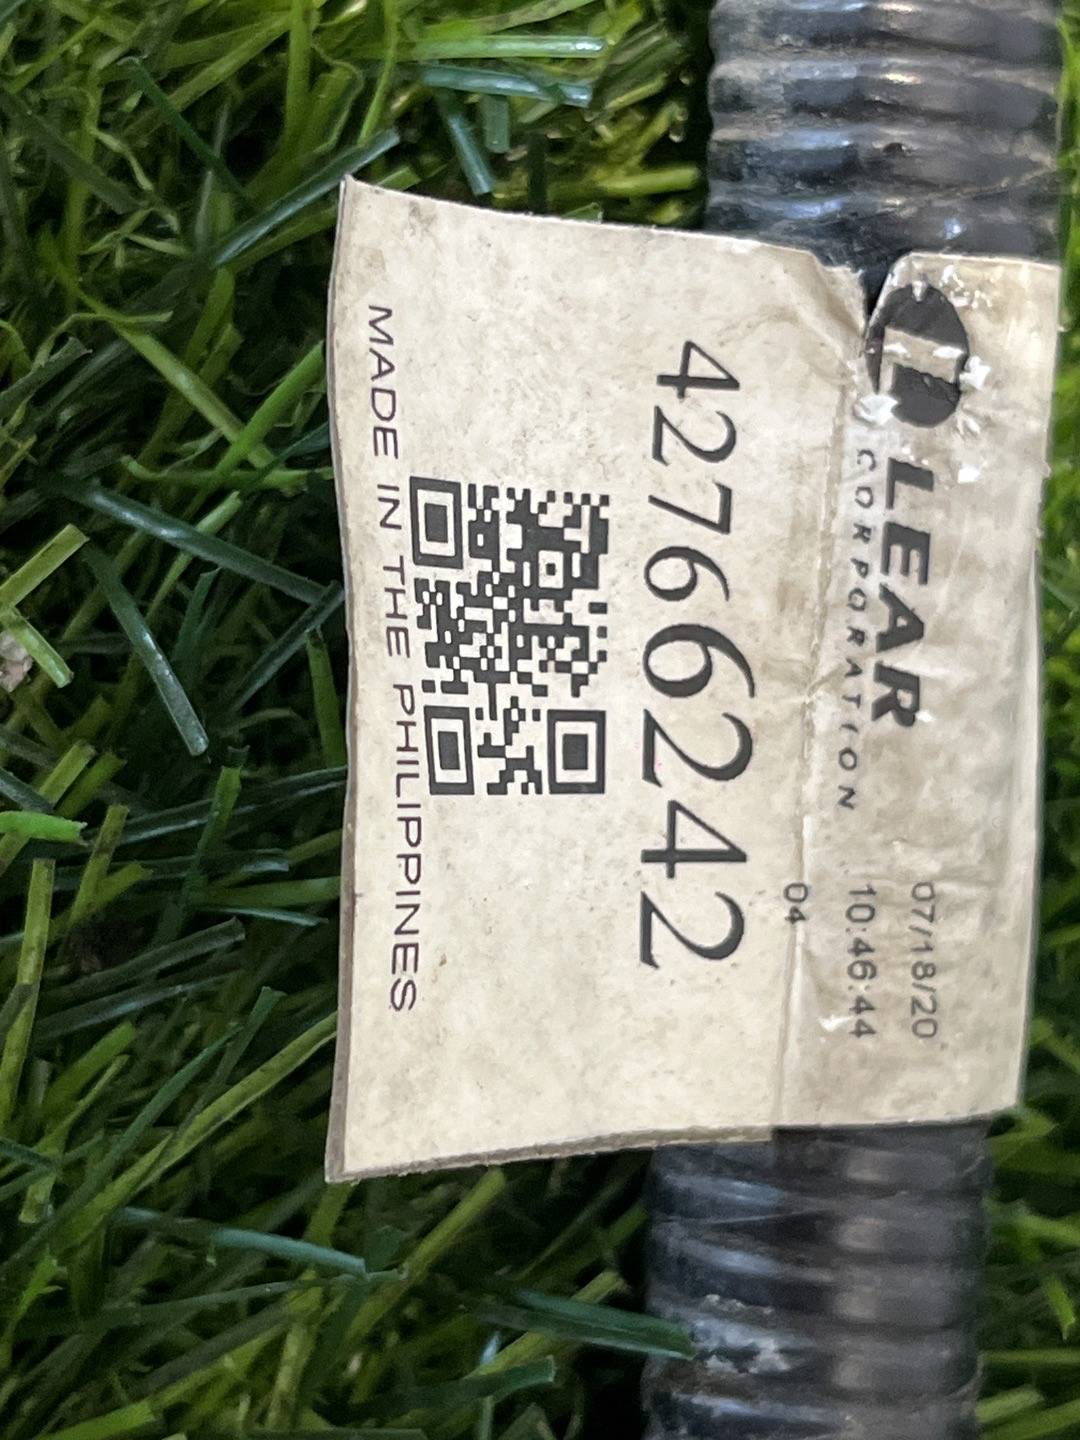 LEAR
CORPORATION
07/18/20
10:46:44
04
42766242
MADE IN THE PHILIPPINES